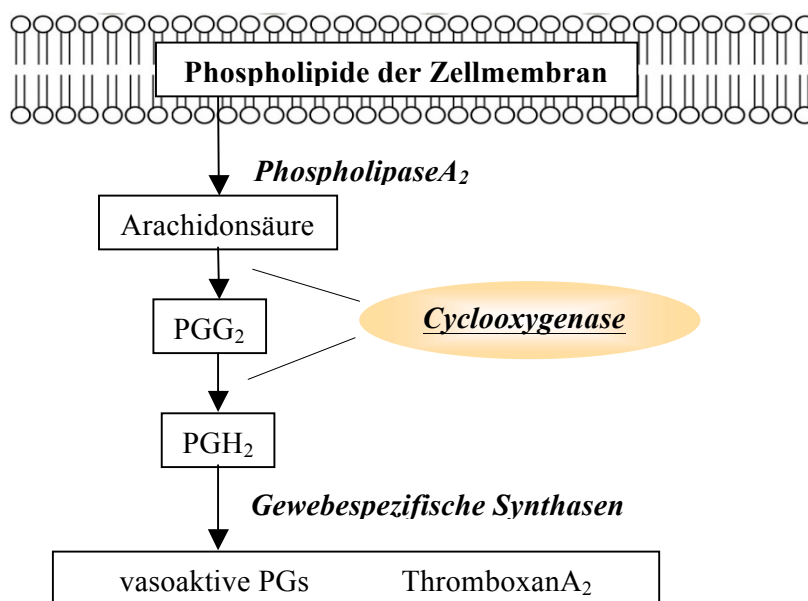 Phospholipide der Zellmembran
PhospholipaseA₂
Arachidonsäure
PGG₂
Cyclooxygenase
PGH₂
Gewebespezifische Synthasen
vasoaktive PGs ThromboxanA₂